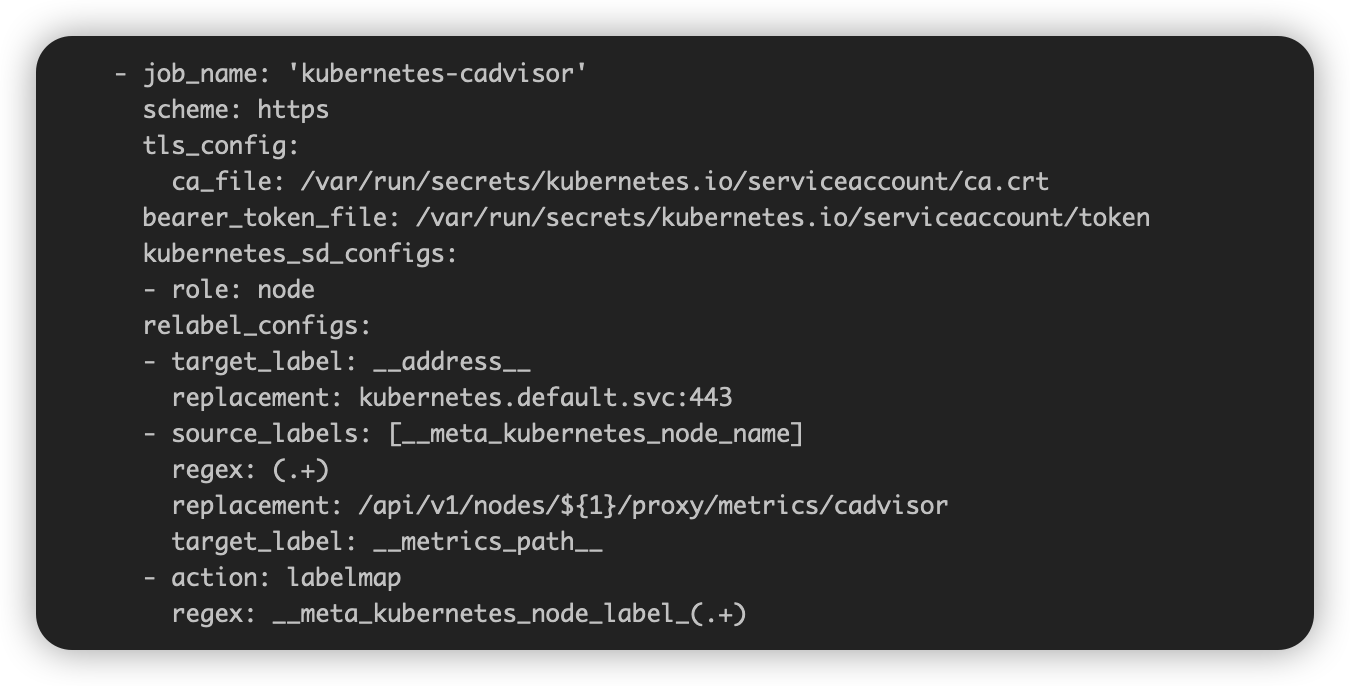 - job_name: 'kubernetes-cadvisor'
  scheme: https
  tls_config:
    ca_file: /var/run/secrets/kubernetes.io/serviceaccount/ca.crt
  bearer_token_file: /var/run/secrets/kubernetes.io/serviceaccount/token
  kubernetes_sd_configs:
  - role: node
  relabel_configs:
  - target_label: __address__
    replacement: kubernetes.default.svc:443
  - source_labels: [__meta_kubernetes_node_name]
    regex: (.+)
    replacement: /api/v1/nodes/${1}/proxy/metrics/cadvisor
    target_label: __metrics_path__
  - action: labelmap
    regex: __meta_kubernetes_node_label_(.+)